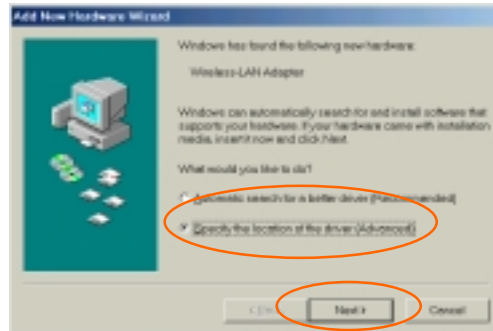 Add New Hardware Wizard
Windows has found the following new hardware:
Wireless-LAN Adapter
Windows can automatically search for and install software that
supports your hardware. If your hardware came with installation
media, insert it now and click Next.
What would you like to do?
Automatic search for a better driver (Recommended)
Specify the location of the driver (Advanced)
Next > Cancel